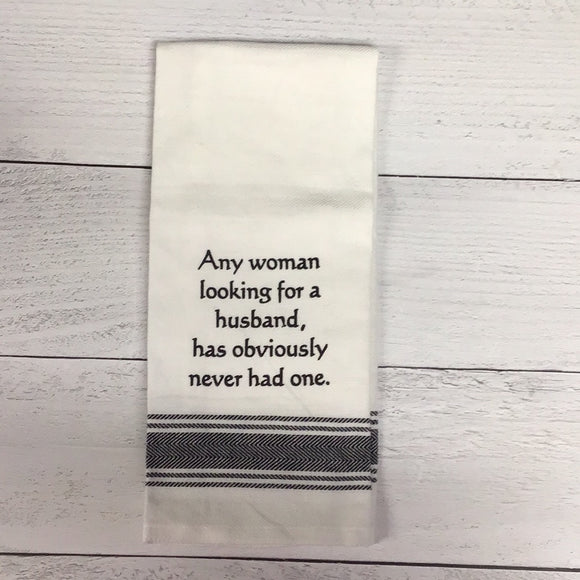 Any woman
looking for a
husband,
has obviously
never had one.